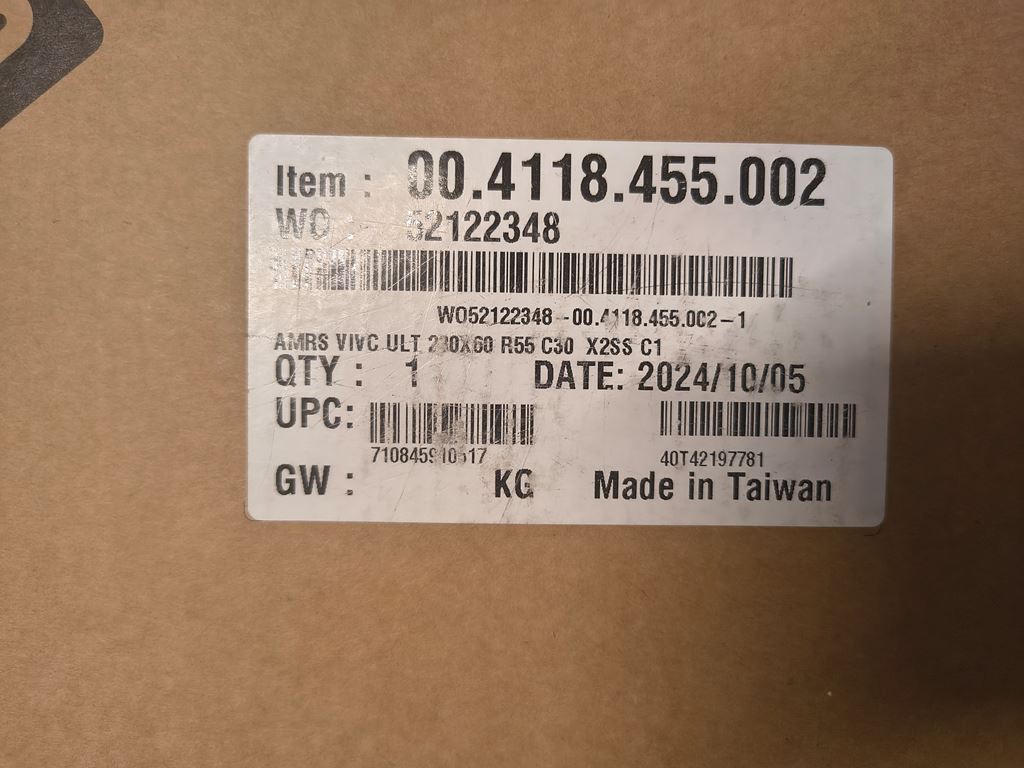 Item : 00.4118.455.002
WO : 52122348
WO52122348-00.4118.455.002-1
AMRS VIVC ULT 230X60 R55 C30 X2SS C1
QTY : 1 DATE: 2024/10/05
UPC:
40T42197781
GW : KG Made in Taiwan